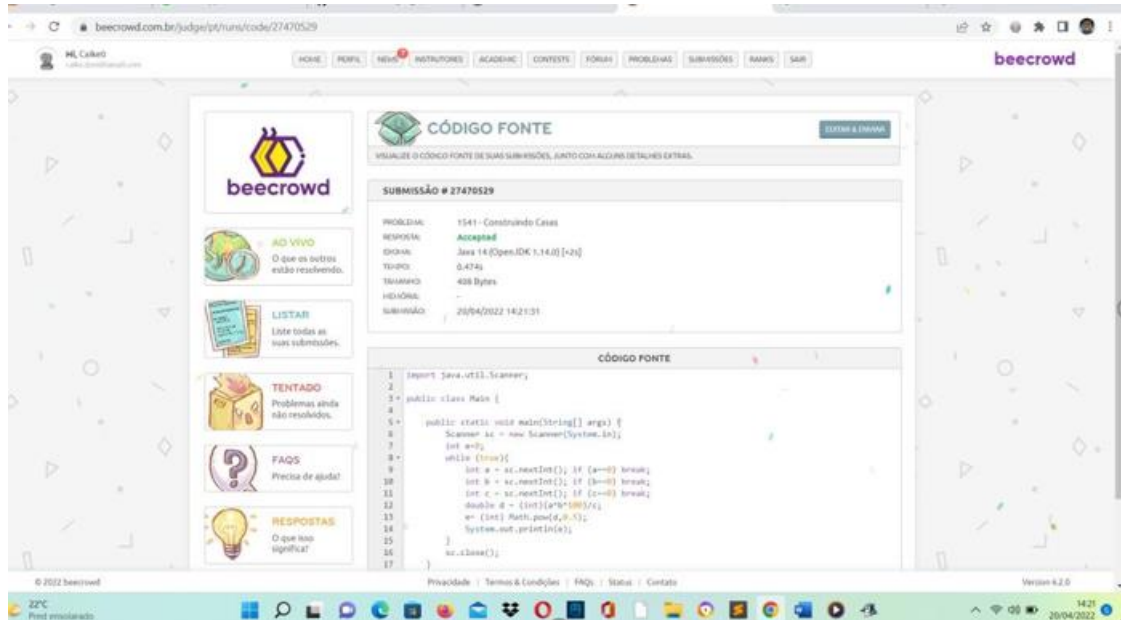 beecrowd.com.br/judge/pt/runs/code/27470529
Hi, Caike0
HOME PERFIL NEWS INSTRUTORES ACADEMIC CONTESTS FÓRUM PROBLEMAS SUBMISSÕES RANKS SAIR
beecrowd
beecrowd
AO VIVO
O que os outros
estão resolvendo.
LISTAR
Liste todas as
suas submissões.
TENTADO
Problemas ainda
não resolvidos.
FAQS
Precisa de ajuda?
RESPOSTAS
O que isso
significa?
CÓDIGO FONTE
EDITAR & ENVIAR
VISUALIZE O CÓDIGO FONTE DE SUAS SUBMISSÕES, JUNTO COM ALGUNS DETALHES EXTRAS.
SUBMISSÃO # 27470529
PROBLEMA: 1541 - Construindo Casas
RESPOSTA: Accepted
Java 14 (OpenJDK 1.14.0) [+2s]
TEMPO: 0.474s
TAMANHO: 408 Bytes
MEMÓRIA: -
SUBMISSÃO: 20/04/2022 14:21:31
CÓDIGO FONTE
1 import java.util.Scanner;
2
3 public class Main {
4
5 public static void main(String[] args) {
6 Scanner sc = new Scanner(System.in);
7 int e=0;
8 while (true){
9 int a = sc.nextInt(); if (a==0) break;
10 int b = sc.nextInt(); if (b==0) break;
11 int c = sc.nextInt(); if (c==0) break;
12 double d = (int)(a*b*100)/c;
13 e= (int) Math.pow(d,0.5);
14 System.out.println(e);
15 }
16 sc.close();
17 }
© 2022 beecrowd
Privacidade | Termos & Condições | FAQs | Status | Contato
Version 6.2.0
22°C
Pred ensolarado
14:21
20/04/2022